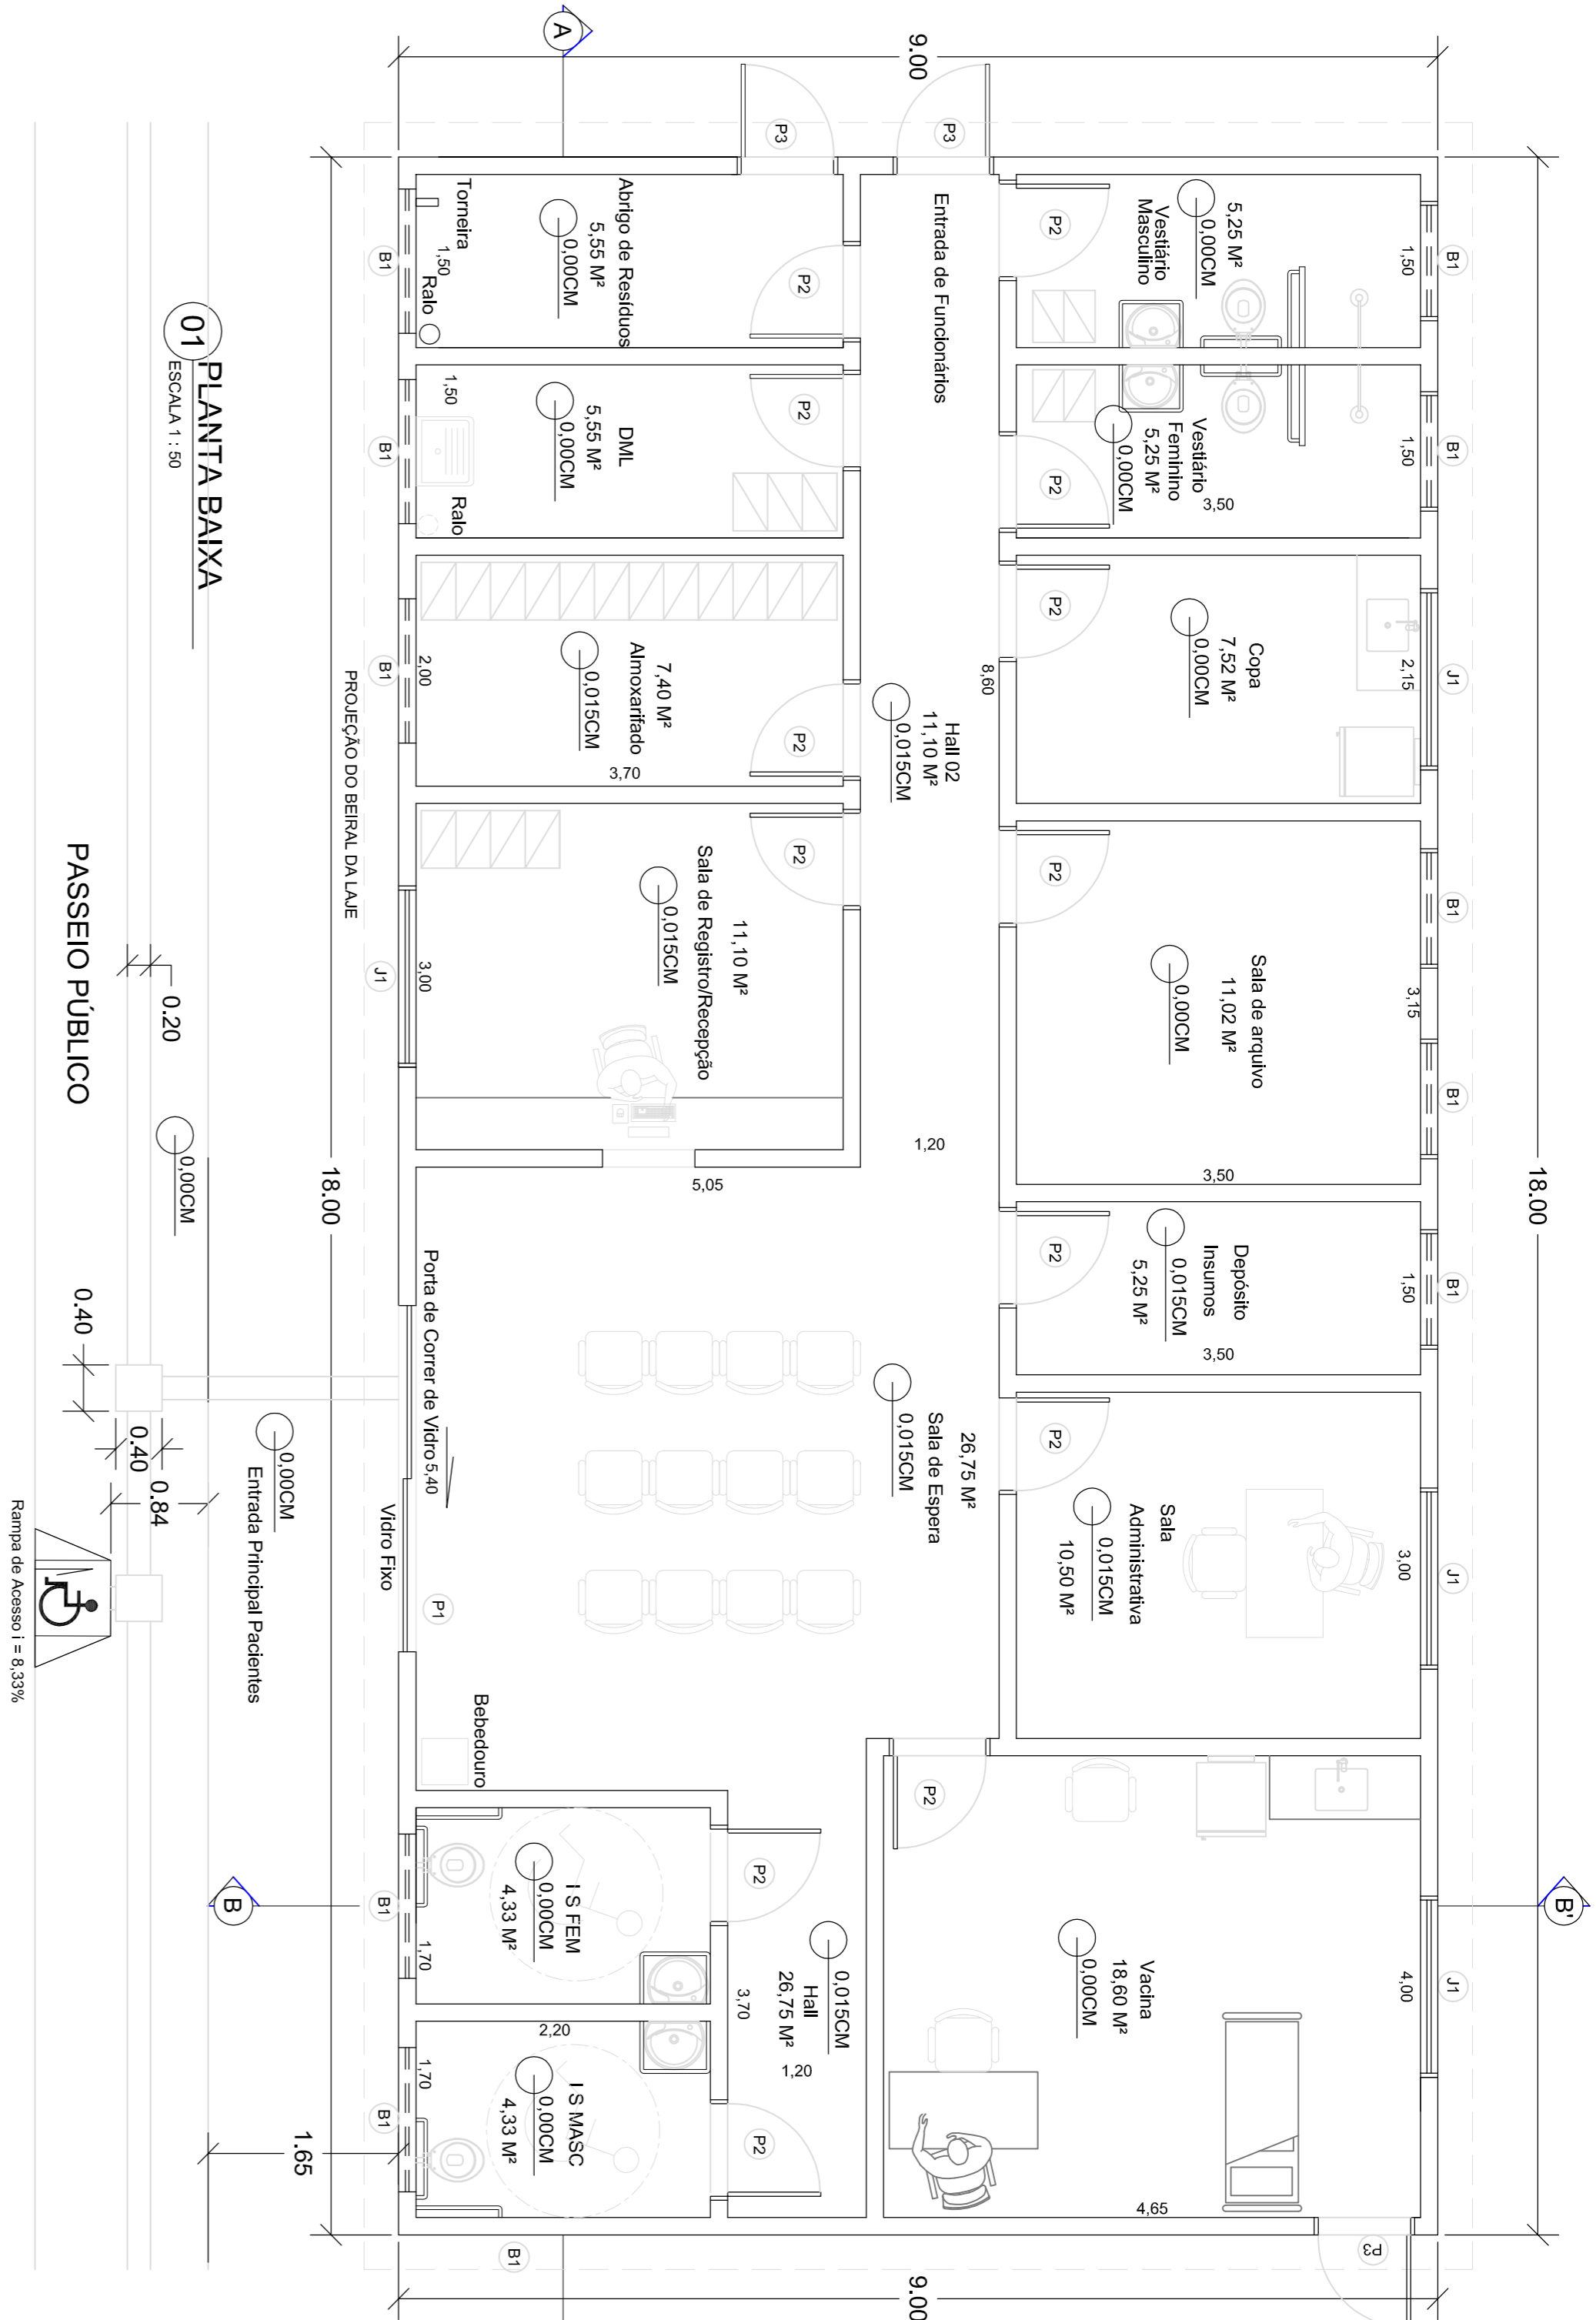 A
9.00
P3
P3
18.00
Torneira
1,50
Ralo
B1
Abrigo de Resíduos
5,55 M²
0,00CM
P2
Entrada de Funcionários
P2
Vestiário
Masculino
5,25 M²
0,00CM
1,50
B1
1,50
B1
DML
5,55 M²
0,00CM
Ralo
P2
P2
Vestiário
Feminino
5,25 M²
0,00CM
3,50
1,50
B1
01
PLANTA BAIXA
ESCALA 1 : 50
PROJEÇÃO DO BEIRAL DA LAJE
B1
2,00
7,40 M²
Almoxarifado
0,015CM
3,70
P2
Hall 02
11,10 M²
0,015CM
8,60
P2
Copa
7,52 M²
0,00CM
2,15
J1
PASSEIO PÚBLICO
0.20
0,00CM
J1
3,00
11,10 M²
Sala de Registro/Recepção
0,015CM
P2
1,20
5,05
P2
Sala de arquivo
11,02 M²
0,00CM
3,15
3,50
B1
B1
18.00
18.00
Porta de Correr de Vidro
5,40
Vidro Fixo
P1
Bebedouro
26,75 M²
Sala de Espera
0,015CM
P2
Depósito
Insumos
0,015CM
5,25 M²
3,50
1,50
B1
P2
Sala
Administrativa
0,015CM
10,50 M²
3,00
J1
0.40
0.40
0.84
0,00CM
Entrada Principal Pacientes
Rampa de Acesso i = 8,33%
B
B1
1,70
I S FEM
0,00CM
4,33 M²
P2
0,015CM
Hall
26,75 M²
3,70
1,20
P2
2,20
I S MASC
0,00CM
4,33 M²
1,70
B1
1.65
B1
P2
Vacina
18,60 M²
0,00CM
4,00
J1
4,65
P3
B'
9.00